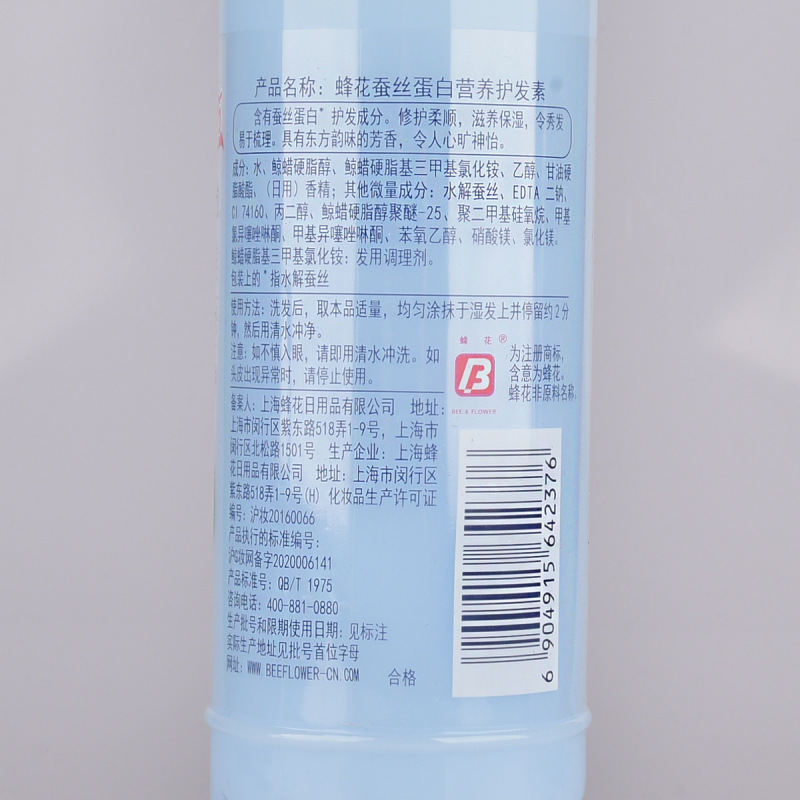 产品名称：蜂花蚕丝蛋白营养护发素
含有蚕丝蛋白*护发成分。修护柔顺，滋养保湿，令秀发
易于梳理。具有东方韵味的芳香，令人心旷神怡。
成分：水、鲸蜡硬脂醇、鲸蜡硬脂基三甲基氯化铵、乙醇、甘油硬
脂酸酯、（日用）香精；其他微量成分：水解蚕丝、EDTA 二钠、
CI 74160、丙二醇、鲸蜡硬脂醇聚醚-25、聚二甲基硅氧烷、甲基
氯异噻唑啉酮、甲基异噻唑啉酮、苯氧乙醇、硝酸镁、氯化镁。
鲸蜡硬脂基三甲基氯化铵：发用调理剂。
包装上的*指水解蚕丝
使用方法：洗发后，取本品适量，均匀涂抹于湿发上并停留约2分
钟，然后用清水冲净。
注意：如不慎入眼，请即用清水冲洗。如
头皮出现异常时，请停止使用。
蜂 花®
B
BEE & FLOWER
为注册商标，
含意为蜂花。
蜂花非原料名称。
备案人：上海蜂花日用品有限公司 地址：
上海市闵行区紫东路518弄1-9号，上海市
闵行区北松路1501号 生产企业：上海蜂
花日用品有限公司 地址：上海市闵行区
紫东路518弄1-9号(H) 化妆品生产许可证
编号：沪妆20160066
产品执行的标准编号：
沪G妆网备字2020006141
产品标准号：QB/T 1975
咨询电话：400-881-0880
生产批号和限期使用日期：见标注
实际生产地址见批号首位字母
网址：WWW.BEEFLOWER-CN.COM
合格
6 904915 642376